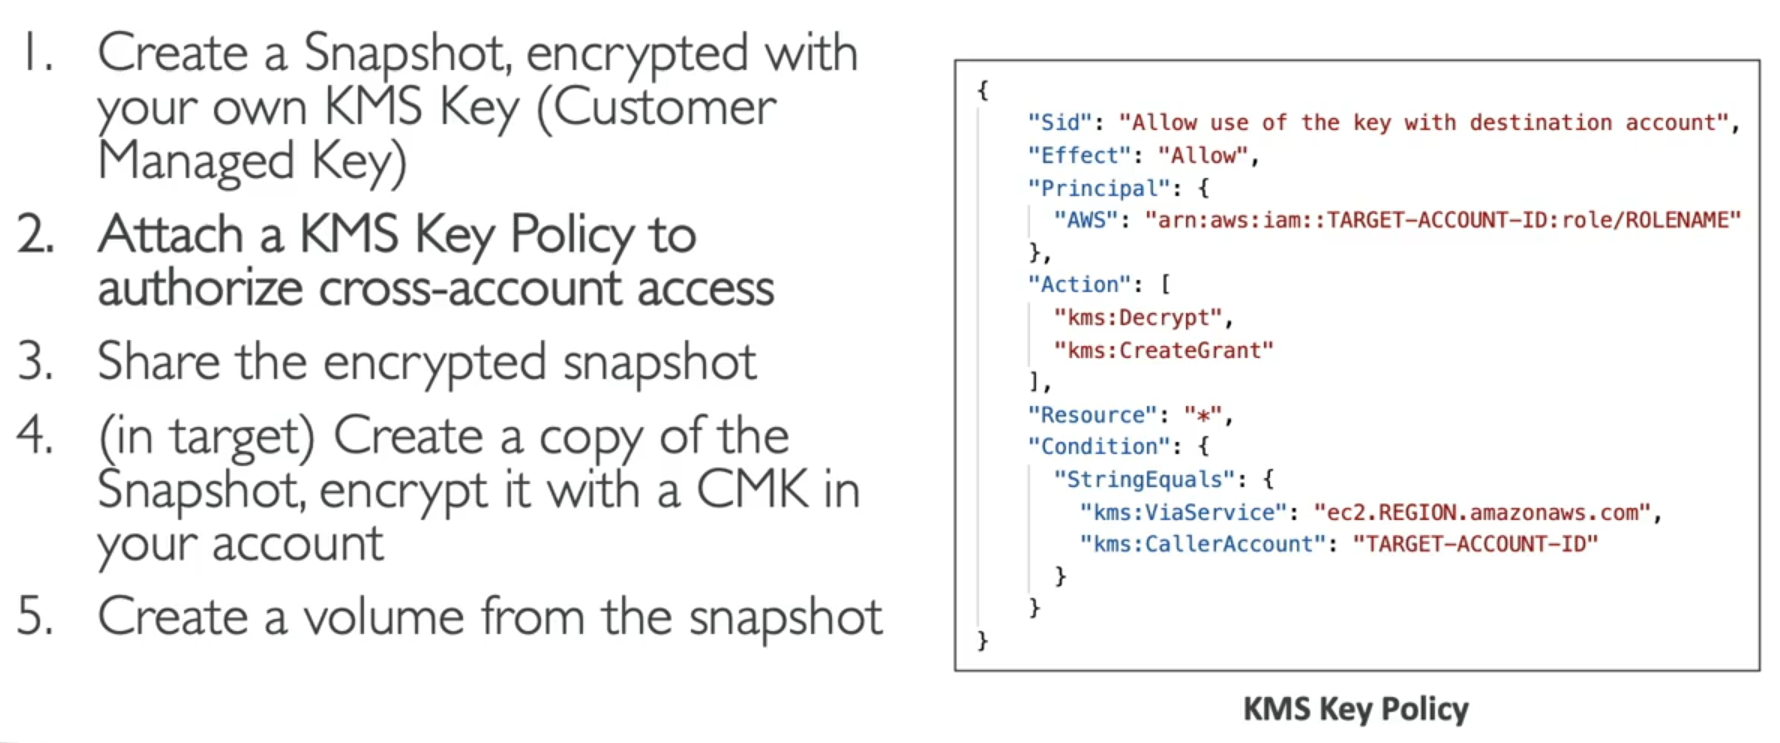 1. Create a Snapshot, encrypted with
your own KMS Key (Customer
Managed Key)
2. Attach a KMS Key Policy to
authorize cross-account access
3. Share the encrypted snapshot
4. (in target) Create a copy of the
Snapshot, encrypt it with a CMK in
your account
5. Create a volume from the snapshot
{
"Sid": "Allow use of the key with destination account",
"Effect": "Allow",
"Principal": {
"AWS": "arn:aws:iam::TARGET-ACCOUNT-ID:role/ROLENAME"
},
"Action": [
"kms:Decrypt",
"kms:CreateGrant"
],
"Resource": "*",
"Condition": {
"StringEquals": {
"kms:ViaService": "ec2.REGION.amazonaws.com",
"kms:CallerAccount": "TARGET-ACCOUNT-ID"
}
}
}
KMS Key Policy